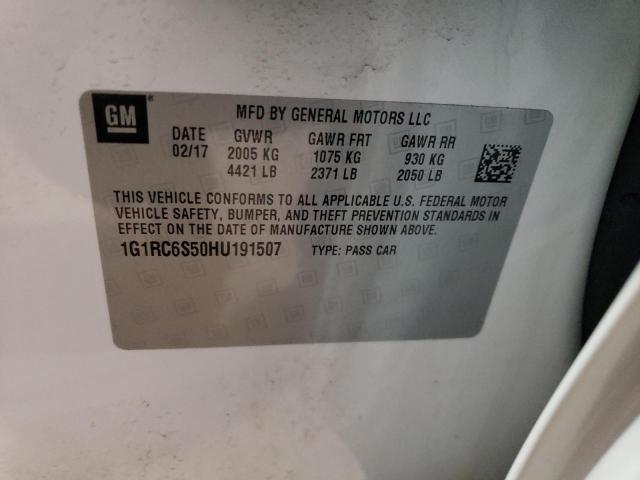 GM
MFD BY GENERAL MOTORS LLC
DATE GVWR GAWR FRT GAWR RR
02/17 2005 KG 1075 KG 930 KG
4421 LB 2371 LB 2050 LB
THIS VEHICLE CONFORMS TO ALL APPLICABLE U.S. FEDERAL MOTOR
VEHICLE SAFETY, BUMPER, AND THEFT PREVENTION STANDARDS IN
EFFECT ON THE DATE OF MANUFACTURE SHOWN ABOVE.
1G1RC6S50HU191507 TYPE: PASS CAR